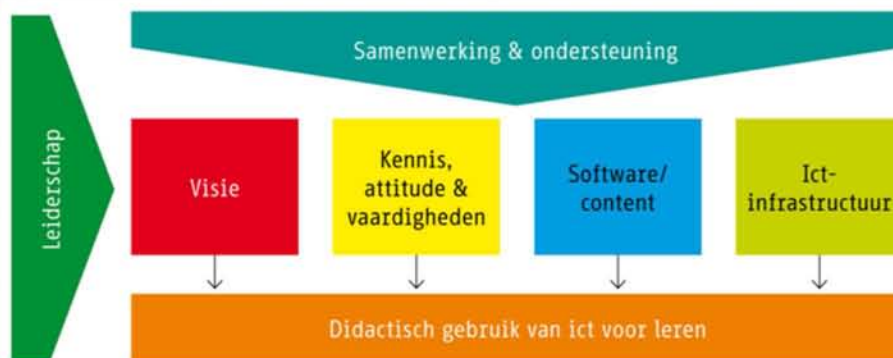 Samenwerking & ondersteuning
Leiderschap
Visie
Kennis,
attitude &
vaardigheden
Software/
content
Ict-
infrastructuur
Didactisch gebruik van ict voor leren